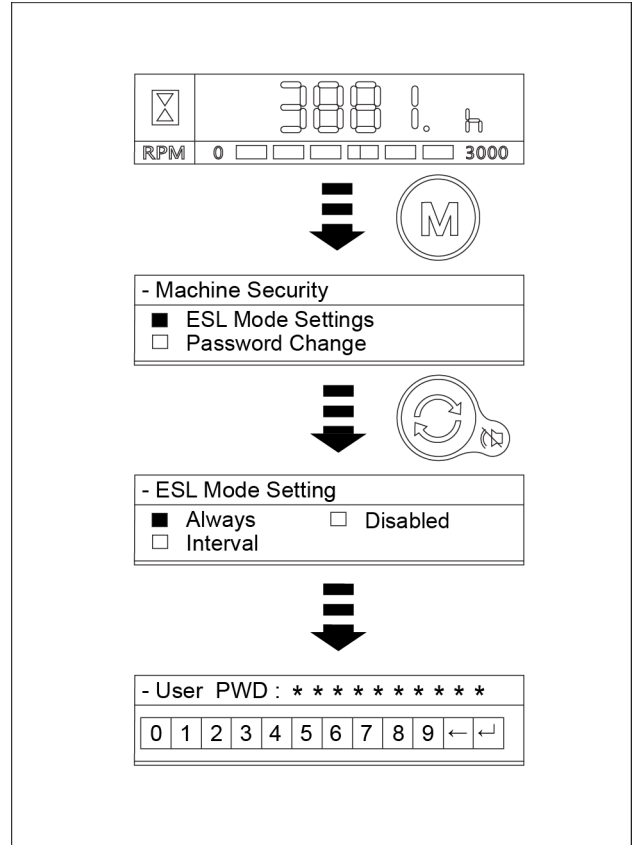 3881. h
RPM 0 3000
M
- Machine Security
■ ESL Mode Settings
□ Password Change
- ESL Mode Setting
■ Always □ Disabled
□ Interval
- User PWD : * * * * * * * * * *
0 1 2 3 4 5 6 7 8 9 ← ↵